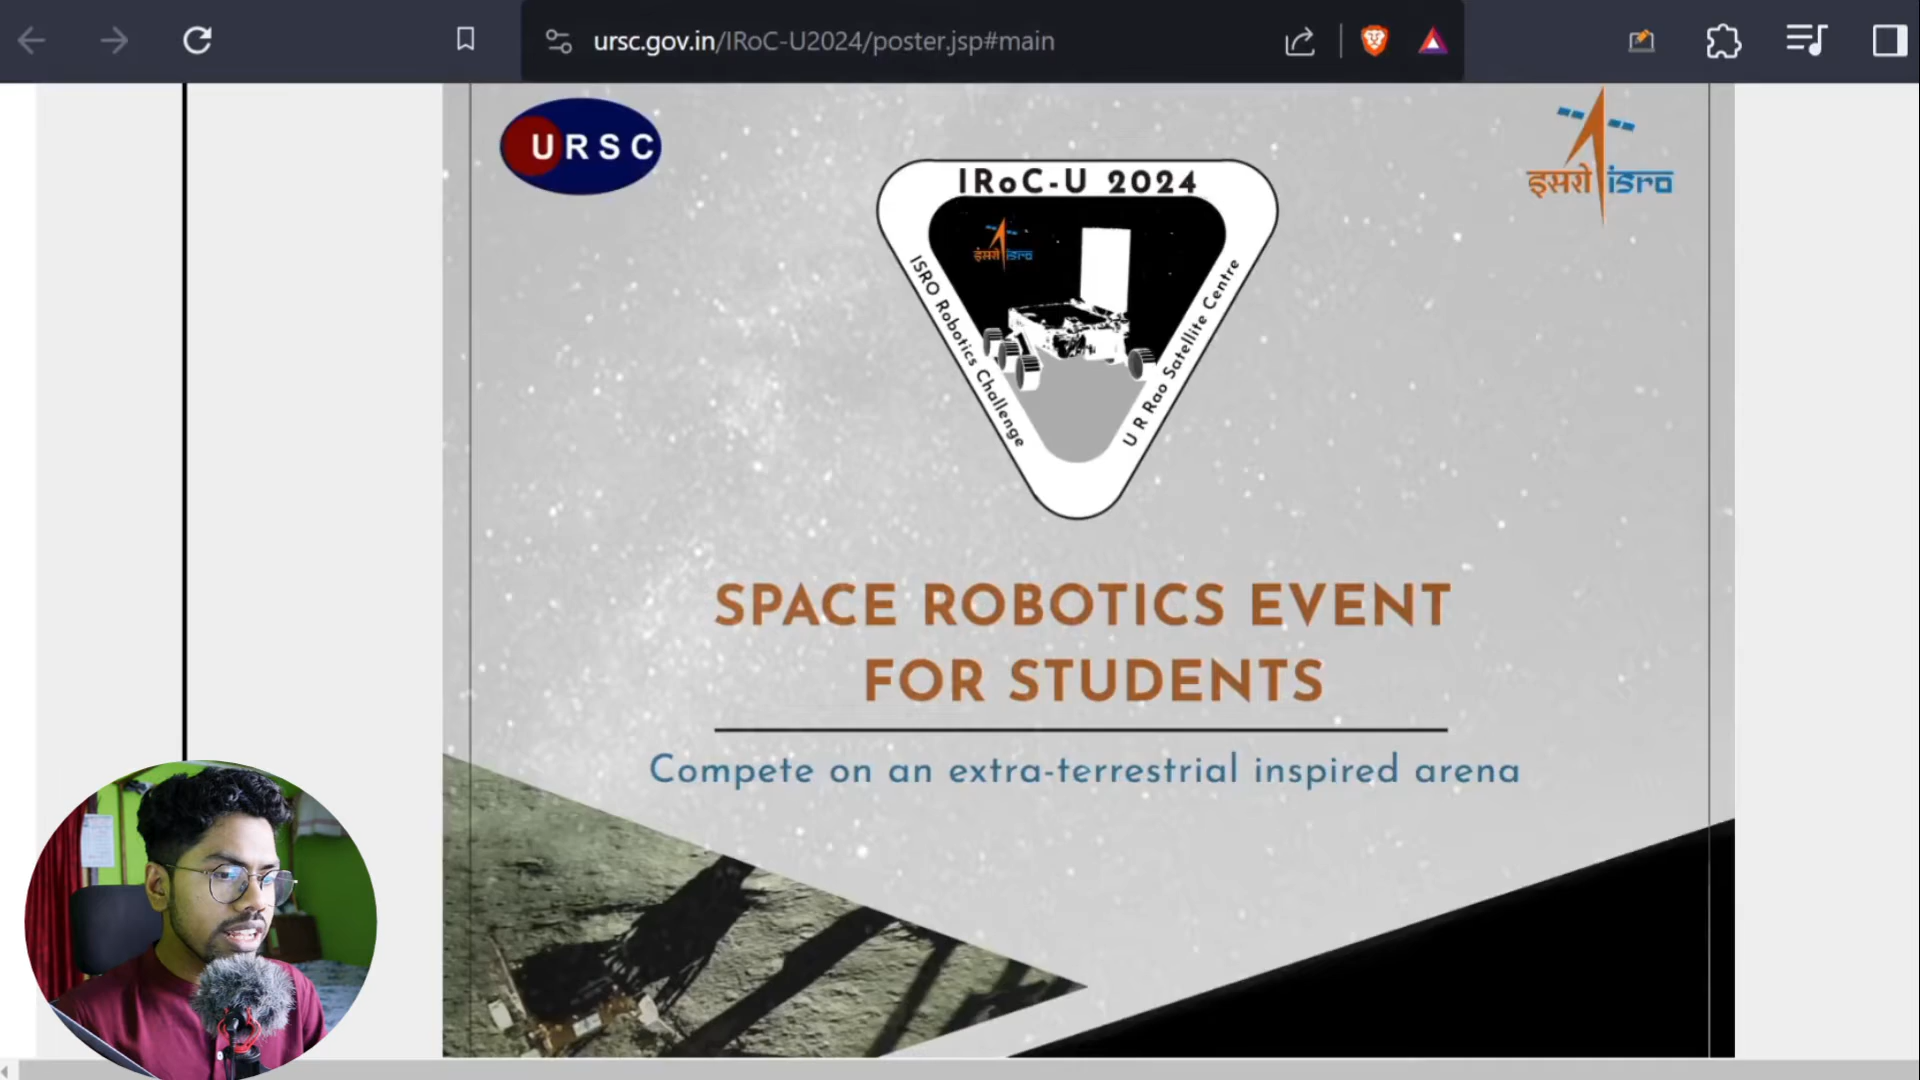 ursc.gov.in/IRoC-U2024/poster.jsp#main
URSC
इसरो isro
IRoC-U 2024
इसरो isro
ISRO Robotics Challenge
U R Rao Satellite Centre
SPACE ROBOTICS EVENT
FOR STUDENTS
Compete on an extra-terrestrial inspired arena